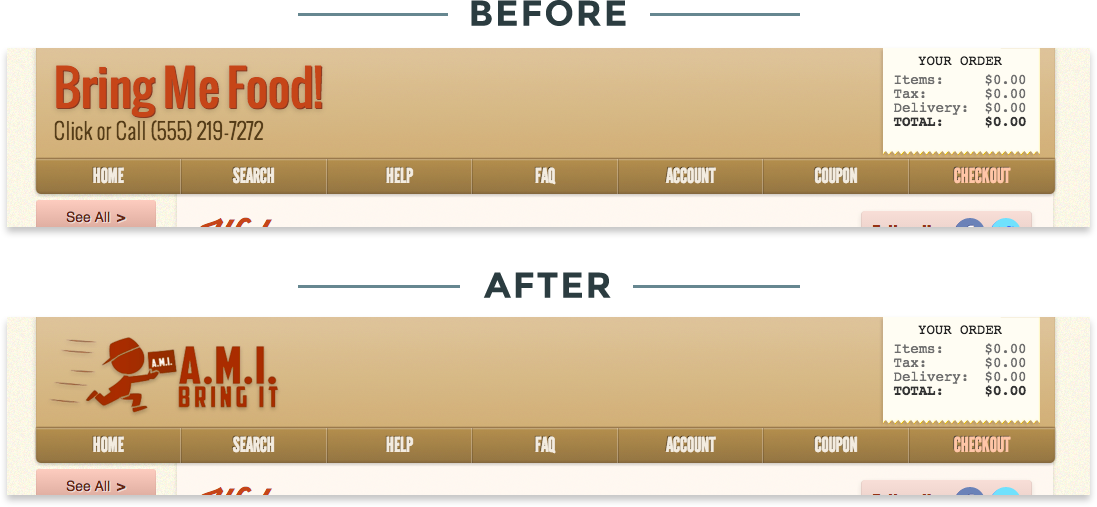 BEFORE
Bring Me Food!
Click or Call (555) 219-7272
YOUR ORDER
Items: $0.00
Tax: $0.00
Delivery: $0.00
TOTAL: $0.00
HOME SEARCH HELP FAQ ACCOUNT COUPON CHECKOUT
See All >
AFTER
A.M.I.
A.M.I.
BRING IT
YOUR ORDER
Items: $0.00
Tax: $0.00
Delivery: $0.00
TOTAL: $0.00
HOME SEARCH HELP FAQ ACCOUNT COUPON CHECKOUT
See All >